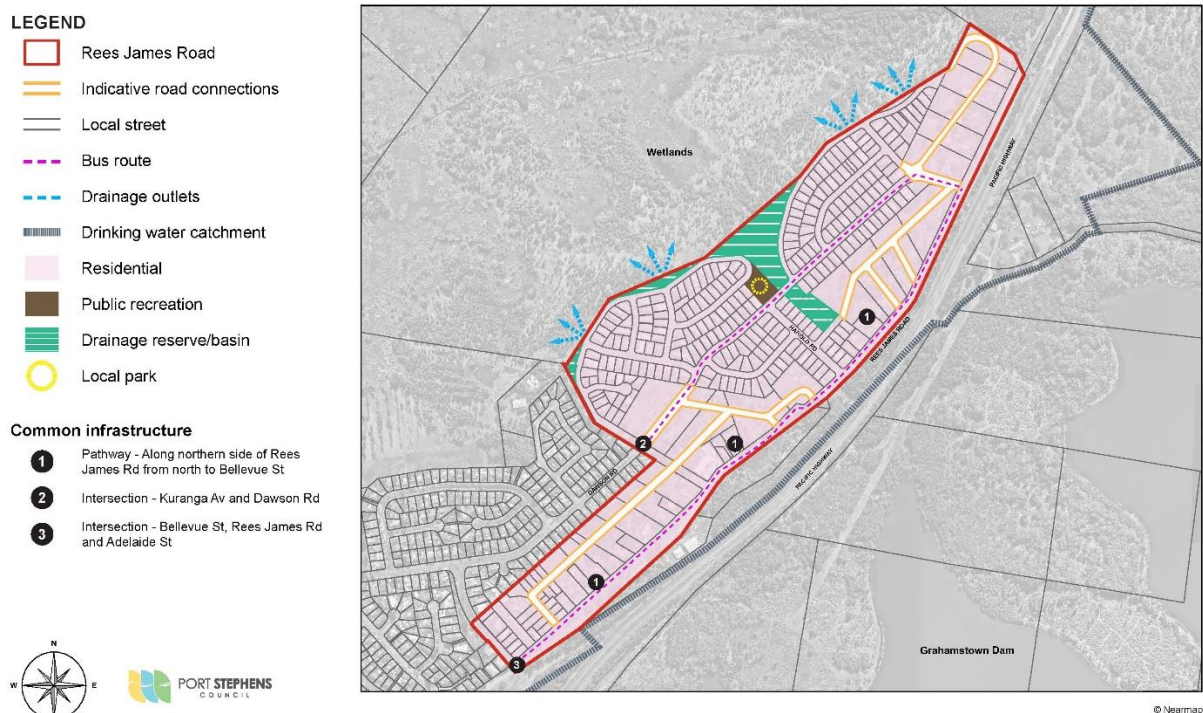 LEGEND
Rees James Road
Indicative road connections
Local street
Bus route
Drainage outlets
Drinking water catchment
Residential
Public recreation
Drainage reserve/basin
Local park
Common infrastructure
1
Pathway - Along northern side of Rees
James Rd from north to Bellevue St
2
Intersection - Kuranga Av and Dawson Rd
3
Intersection - Bellevue St, Rees James Rd
and Adelaide St
N
W
E
PORT STEPHENS
COUNCIL
Wetlands
PACIFIC HIGHWAY
HAROLD RD
1
REES JAMES ROAD
2
1
DAWSON RD
PACIFIC HIGHWAY
1
3
Grahamstown Dam
© Nearmap